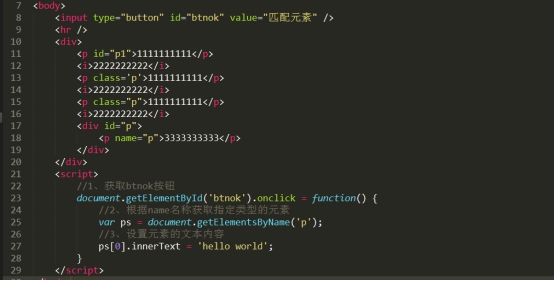 7 <body>
8 <input type="button" id="btnok" value="匹配元素" />
9 <hr />
10 <div>
11 <p id="p1">1111111111</p>
12 <i>2222222222</i>
13 <p class='p'>1111111111</p>
14 <i>2222222222</i>
15 <p class="p">1111111111</p>
16 <i>2222222222</i>
17 <div id="p">
18 <p name="p">3333333333</p>
19 </div>
20 </div>
21 <script>
22 //1、获取btnok按钮
23 document.getElementById('btnok').onclick = function() {
24 //2、根据name名称获取指定类型的元素
25 var ps = document.getElementsByName('p');
26 //3、设置元素的文本内容
27 ps[0].innerText = 'hello world';
28 }
29 </script>